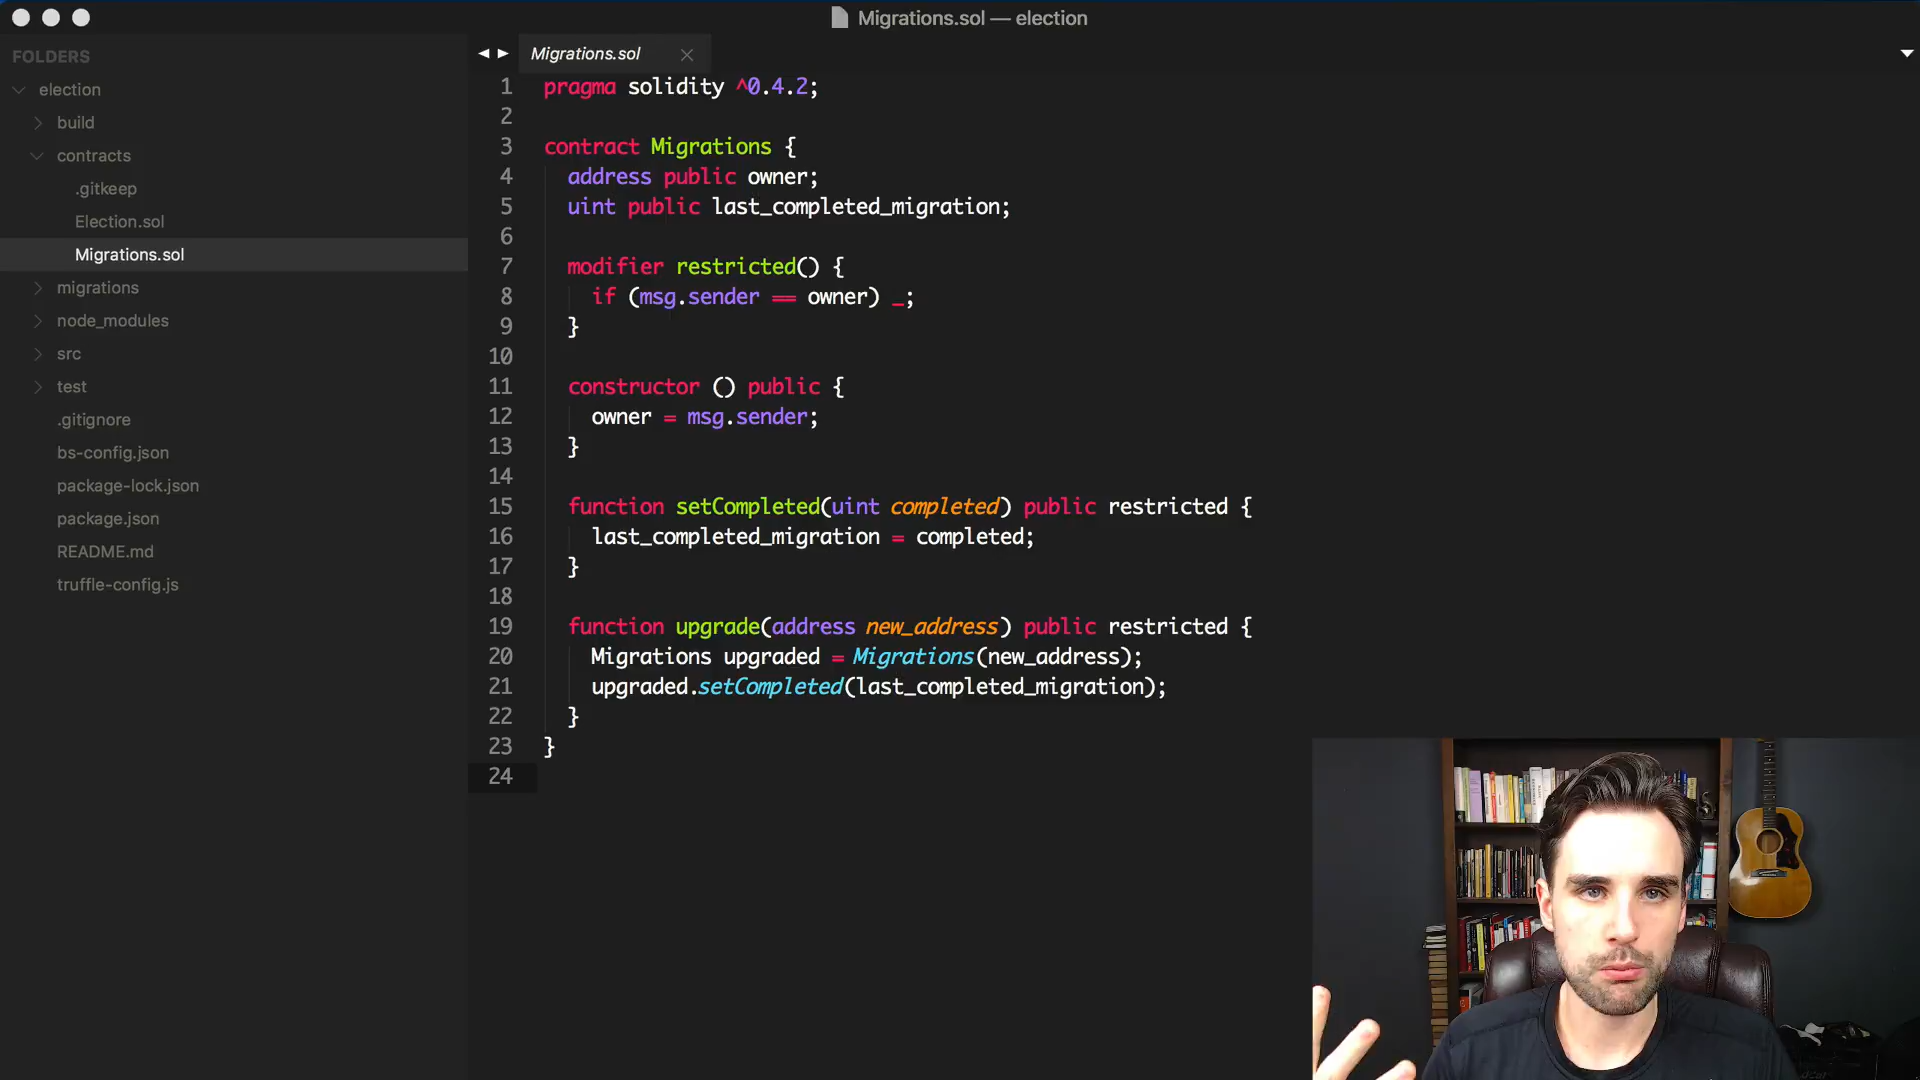 Migrations.sol — election
FOLDERS
election
build
contracts
.gitkeep
Election.sol
Migrations.sol
migrations
node_modules
src
test
.gitignore
bs-config.json
package-lock.json
package.json
README.md
truffle-config.js
Migrations.sol
1 pragma solidity ^0.4.2;
2
3 contract Migrations {
4 address public owner;
5 uint public last_completed_migration;
6
7 modifier restricted() {
8 if (msg.sender == owner) _;
9 }
10
11 constructor () public {
12 owner = msg.sender;
13 }
14
15 function setCompleted(uint completed) public restricted {
16 last_completed_migration = completed;
17 }
18
19 function upgrade(address new_address) public restricted {
20 Migrations upgraded = Migrations(new_address);
21 upgraded.setCompleted(last_completed_migration);
22 }
23 }
24